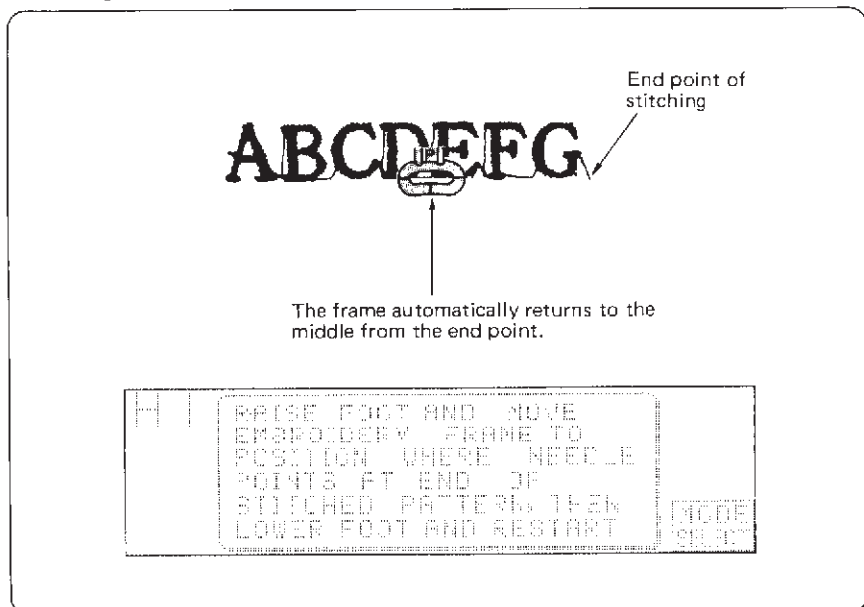 End point of
stitching
ABCDEFG
The frame automatically returns to the
middle from the end point.
RAISE FOOT AND MOVE
EMBROIDERY FRAME TO
POSITION WHERE NEEDLE
POINTS AT END OF
STITCHED PATTERN, THEN
LOWER FOOT AND RESTART
MODE
SELECT